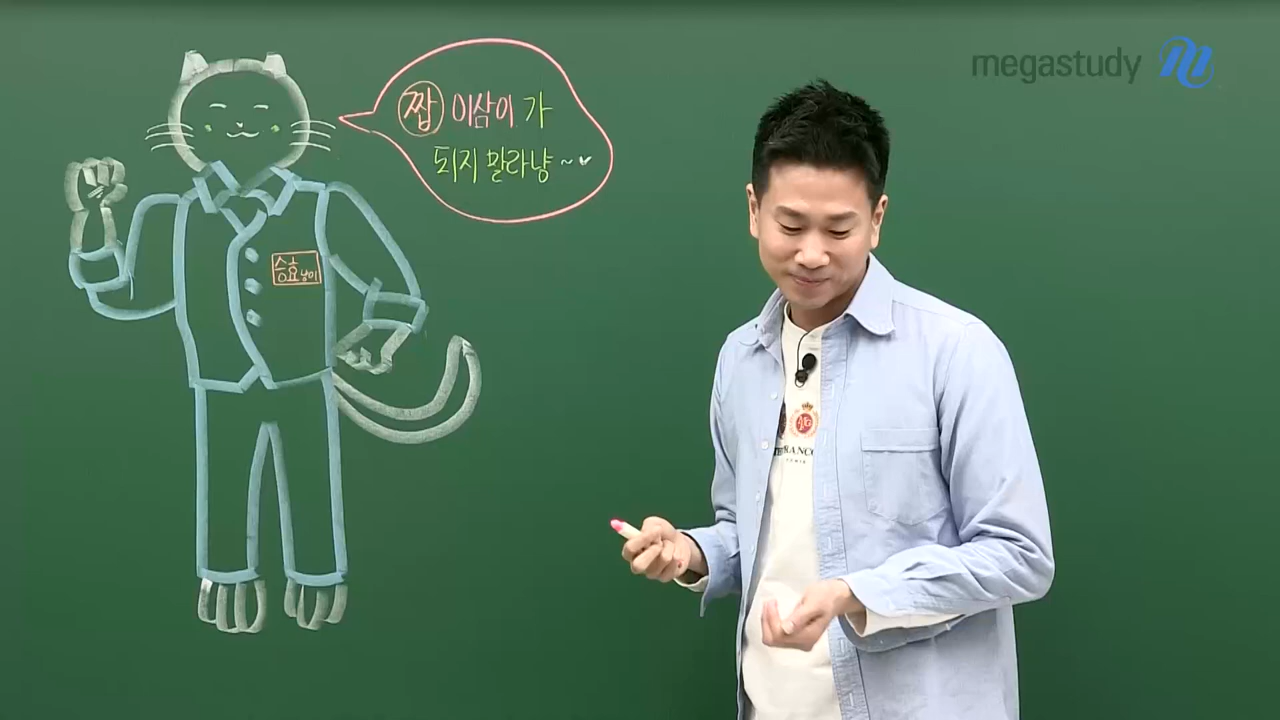 megastudy
짭 이삼이 가
되지 말라냥~
승효냥이